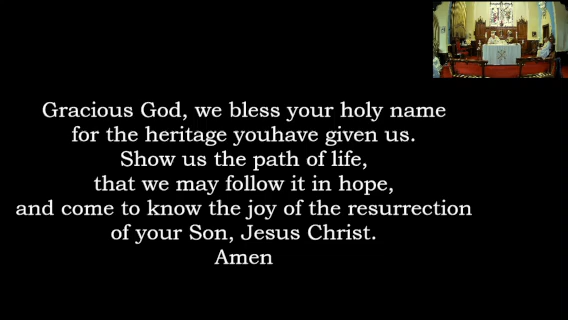 Gracious God, we bless your holy name
for the heritage youhave given us.
Show us the path of life,
that we may follow it in hope,
and come to know the joy of the resurrection
of your Son, Jesus Christ.
Amen